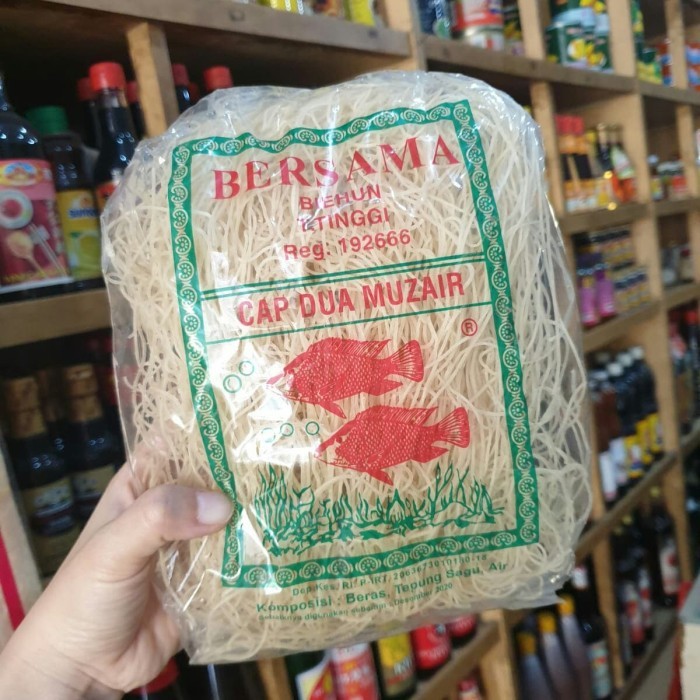 BERSAMA
BIEHUN
T.TINGGI
Reg: 192666
CAP DUA MUZAIR
®
Komposisi : Beras, Tepung Sagu, Air